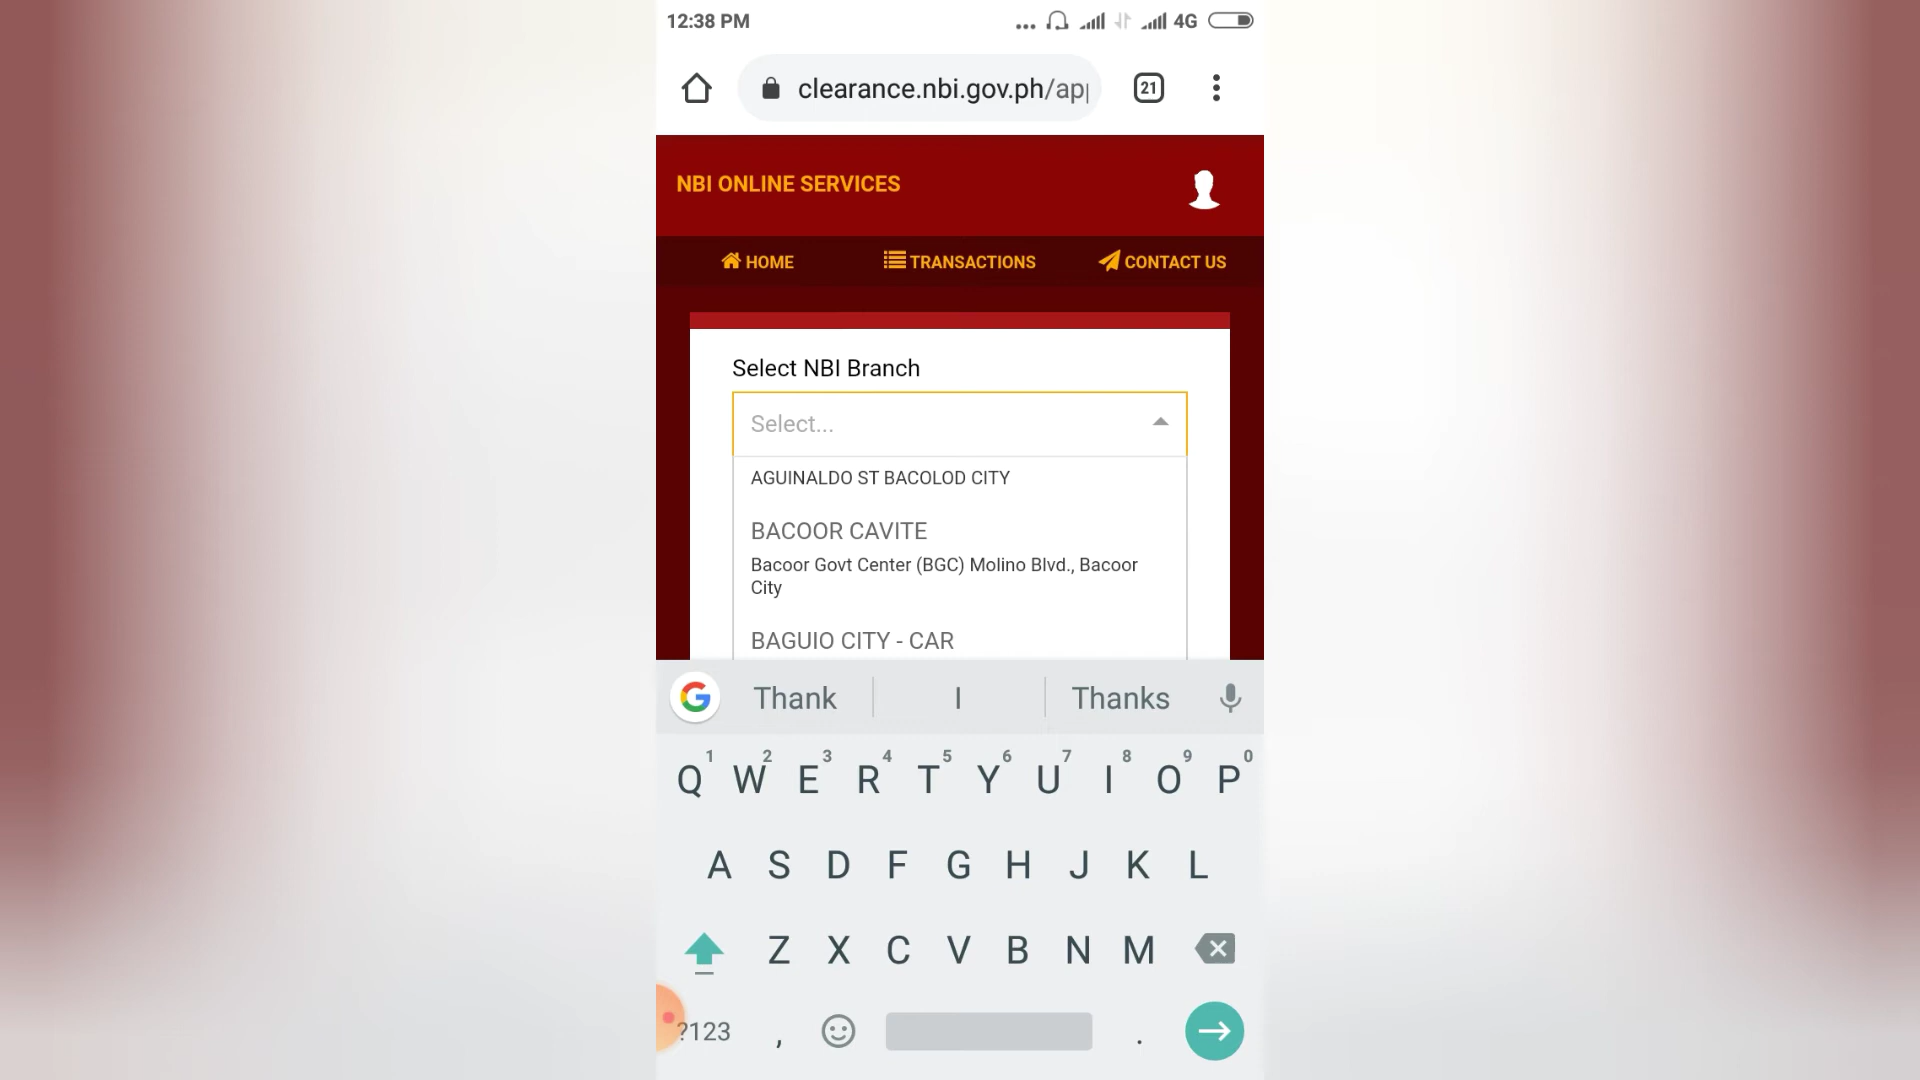 12:38 PM
4G
clearance.nbi.gov.ph/ap
21
NBI ONLINE SERVICES
HOME
TRANSACTIONS
CONTACT US
Select NBI Branch
Select...
AGUINALDO ST BACOLOD CITY
BACOOR CAVITE
Bacoor Govt Center (BGC) Molino Blvd., Bacoor
City
BAGUIO CITY - CAR
Thank
I
Thanks
1 2 3 4 5 6 7 8 9 0
Q W E R T Y U I O P
A S D F G H J K L
Z X C V B N M
?123 , .